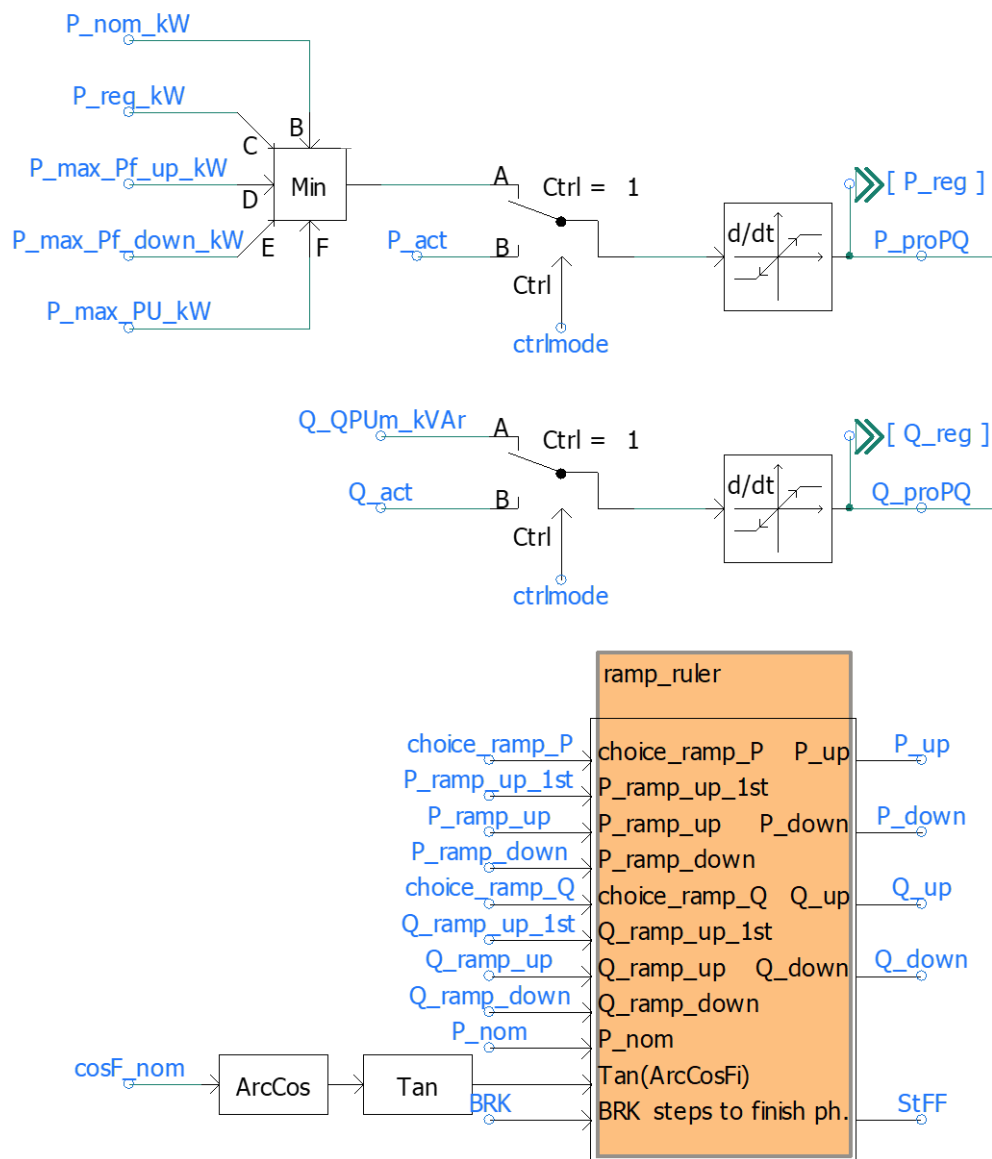 P_nom_kW
P_reg_kW
B
C
P_max_Pf_up_kW
Min
D
P_max_Pf_down_kW
E
F
P_max_PU_kW
A
Ctrl = 1
P_act
B
Ctrl
ctrlmode
d/dt
[ P_reg ]
P_proPQ
Q_QPUm_kVAr
A
Ctrl = 1
Q_act
B
Ctrl
ctrlmode
d/dt
[ Q_reg ]
Q_proPQ
ramp_ruler
choice_ramp_P choice_ramp_P P_up P_up
P_ramp_up_1st P_ramp_up_1st
P_ramp_up P_ramp_up P_down P_down
P_ramp_down P_ramp_down
choice_ramp_Q choice_ramp_Q Q_up Q_up
Q_ramp_up_1st Q_ramp_up_1st
Q_ramp_up Q_ramp_up Q_down Q_down
Q_ramp_down Q_ramp_down
P_nom P_nom
cosF_nom ArcCos Tan Tan(ArcCosFi)
BRK BRK steps to finish ph. StFF